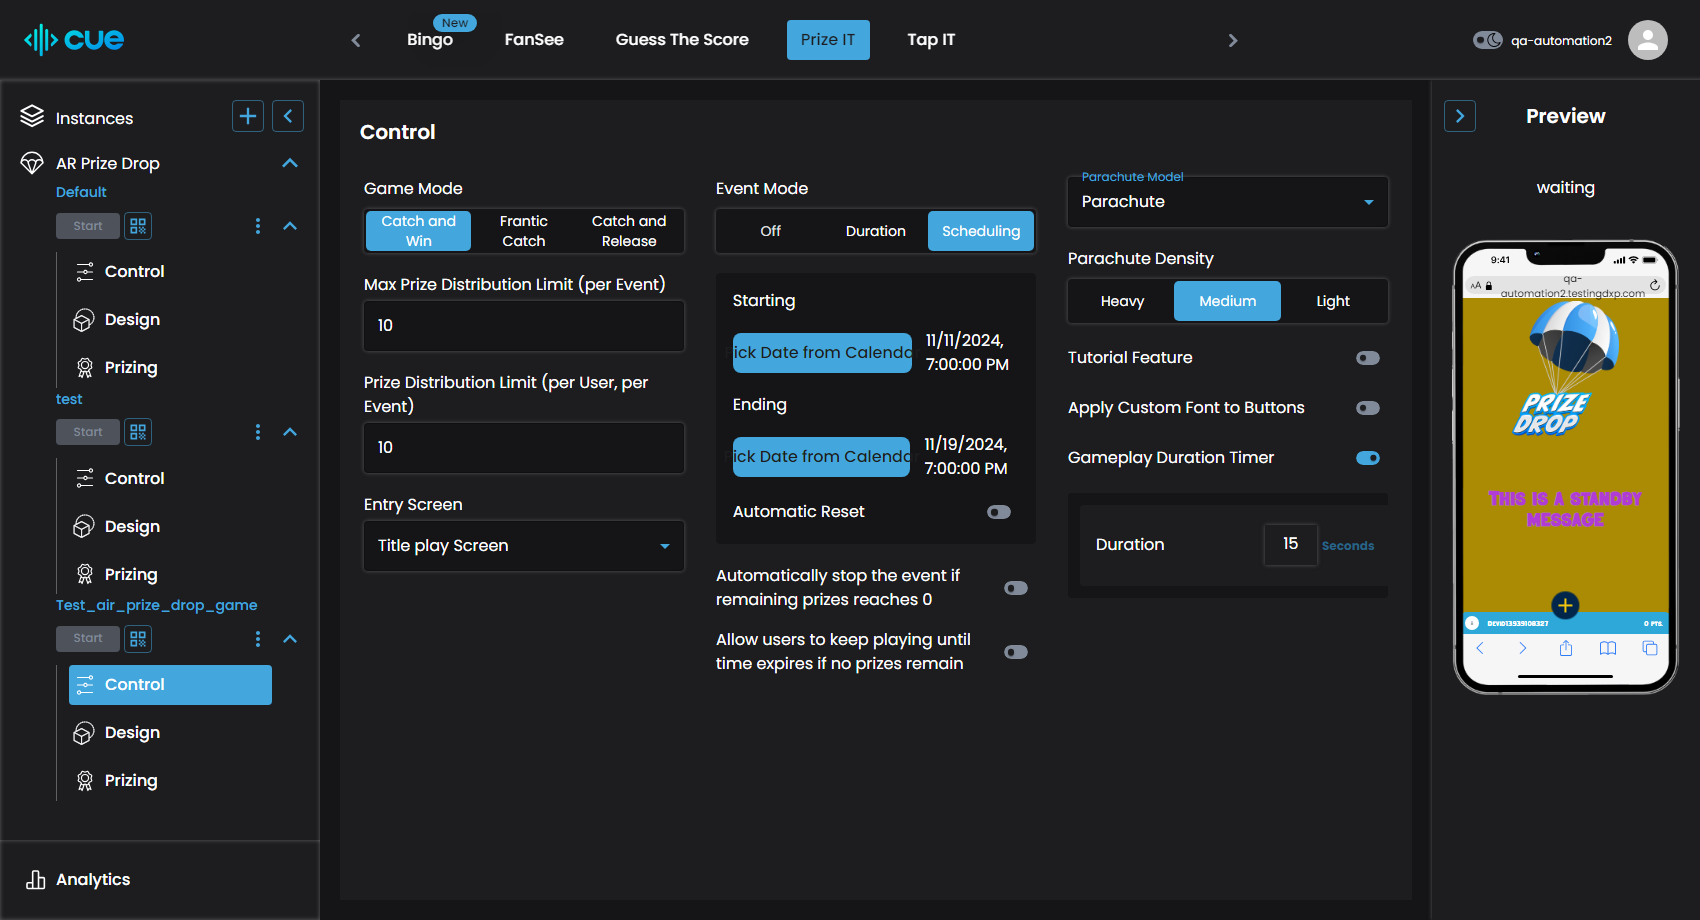 cue
New
Bingo
FanSee
Guess The Score
Prize IT
Tap IT
qa-automation2
Instances
AR Prize Drop
Default
Start
Control
Design
Prizing
test
Start
Control
Design
Prizing
Test_air_prize_drop_game
Start
Control
Design
Prizing
Analytics
Control
Game Mode
Catch and
Win
Frantic
Catch
Catch and
Release
Max Prize Distribution Limit (per Event)
10
Prize Distribution Limit (per User, per
Event)
10
Entry Screen
Title play Screen
Event Mode
Off
Duration
Scheduling
Starting
ick Date from Calenda
11/11/2024,
7:00:00 PM
Ending
ick Date from Calenda
11/19/2024,
7:00:00 PM
Automatic Reset
Automatically stop the event if
remaining prizes reaches 0
Allow users to keep playing until
time expires if no prizes remain
Parachute Model
Parachute
Parachute Density
Heavy
Medium
Light
Tutorial Feature
Apply Custom Font to Buttons
Gameplay Duration Timer
Duration
15
Seconds
Preview
waiting
9:41
AA
qa-
automation2.testingdxp.com
PRIZE
DROP
THIS IS A STANDBY
MESSAGE
0 PTS.